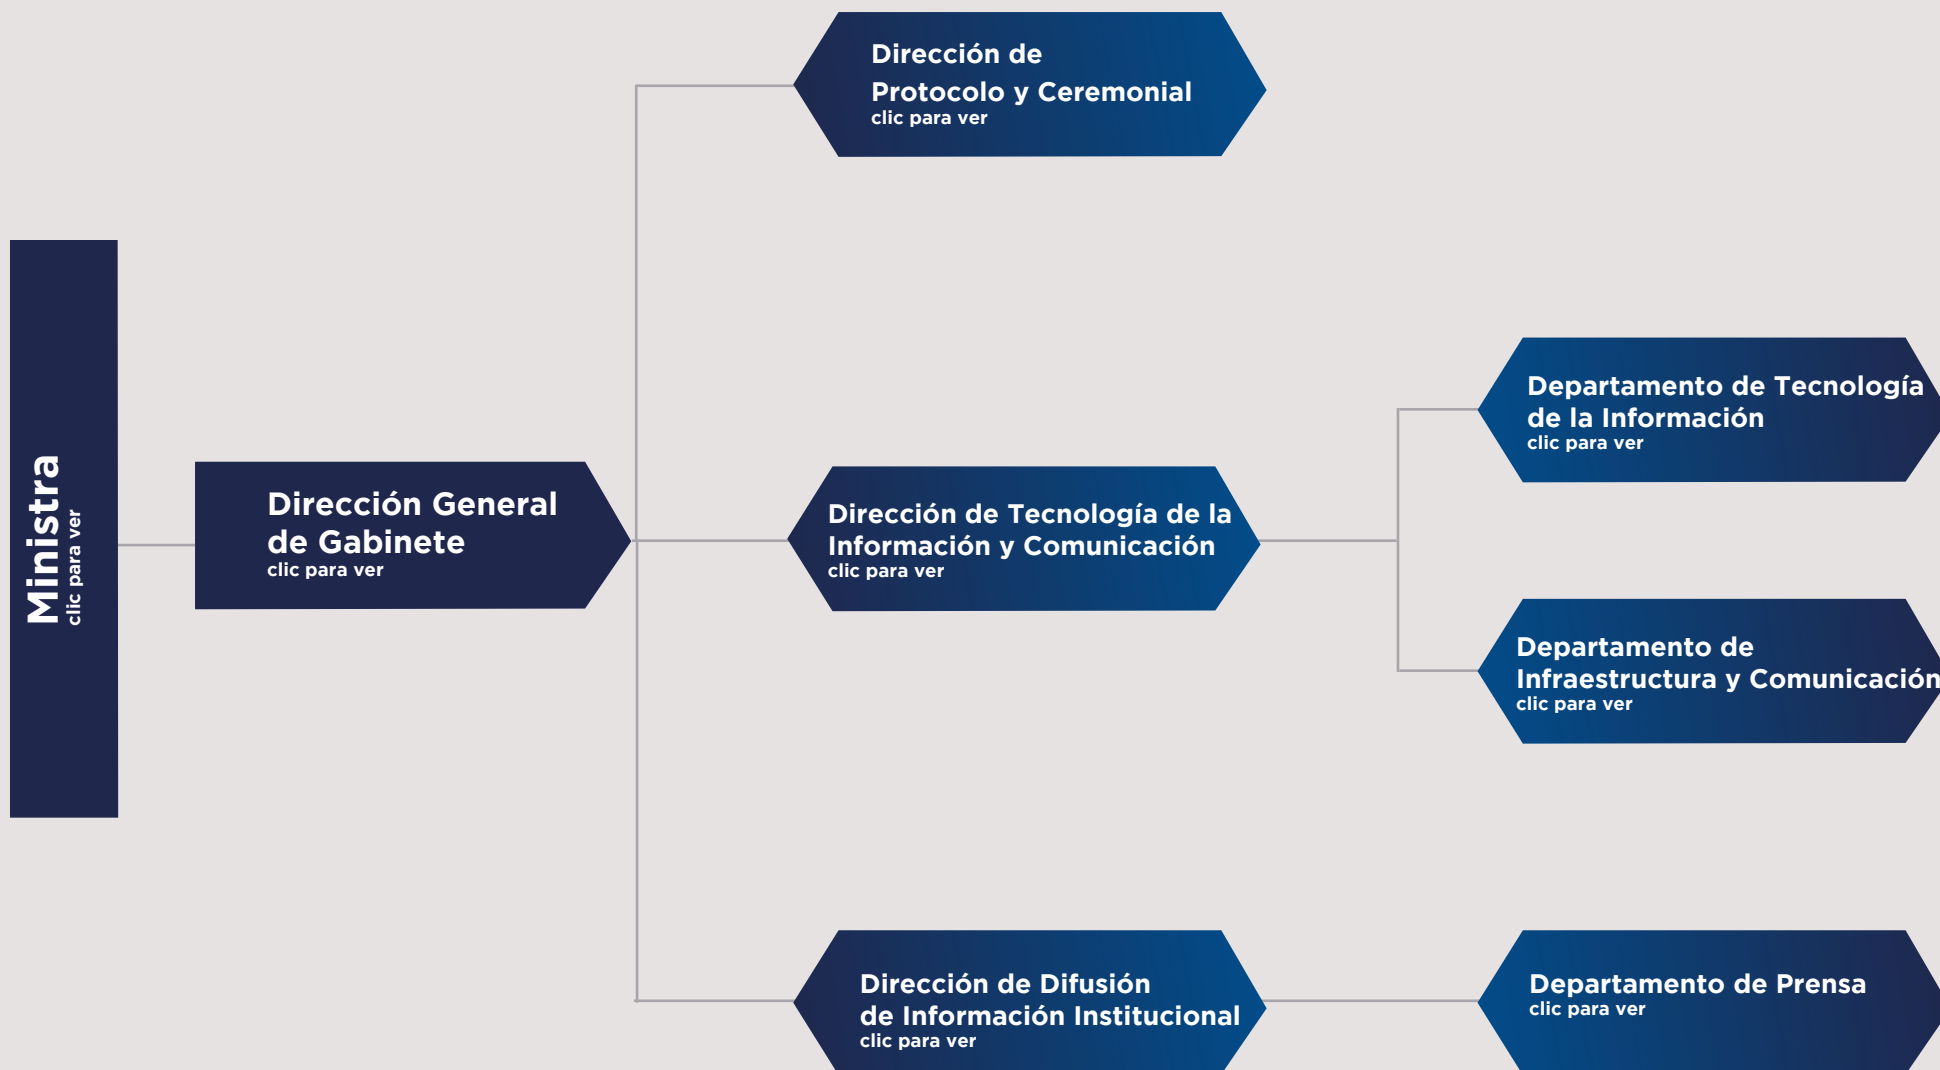 Ministra
clic para ver
Dirección General
de Gabinete
clic para ver
Dirección de
Protocolo y Ceremonial
clic para ver
Dirección de Tecnología de la
Información y Comunicación
clic para ver
Departamento de Tecnología
de la Información
clic para ver
Departamento de
Infraestructura y Comunicación
clic para ver
Dirección de Difusión
de Información Institucional
clic para ver
Departamento de Prensa
clic para ver